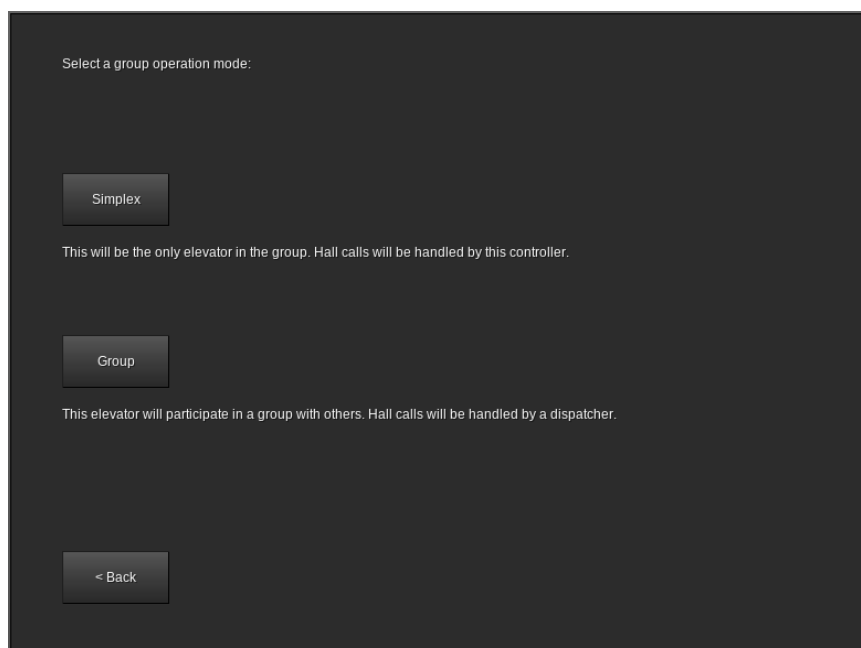 Select a group operation mode:
Simplex
This will be the only elevator in the group. Hall calls will be handled by this controller.
Group
This elevator will participate in a group with others. Hall calls will be handled by a dispatcher.
< Back